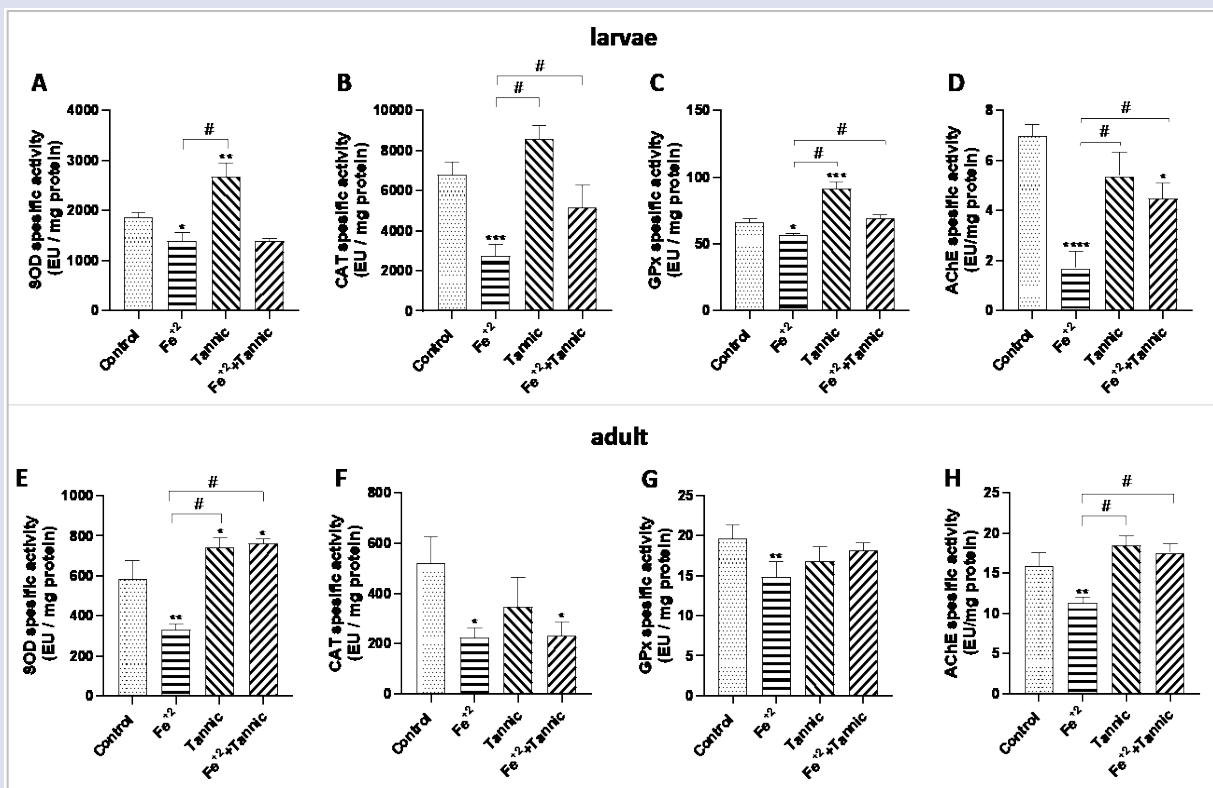 larvae
A
#
**
*
SOD spesific activity
(EU / mg protein)
4000
3000
2000
1000
0
Control
Fe⁺²
Tannic
Fe⁺²+Tannic
B
#
#
***
CAT spesific activity
(EU / mg protein)
10000
8000
6000
4000
2000
0
Control
Fe⁺²
Tannic
Fe⁺²+Tannic
C
#
#
***
*
GPx spesific activity
(EU / mg protein)
150
100
50
0
Control
Fe⁺²
Tannic
Fe⁺²+Tannic
D
#
#
*
****
AChE spesific activity
(EU/mg protein)
8
6
4
2
0
Control
Fe⁺²
Tannic
Fe⁺²+Tannic
adult
E
#
#
*
*
**
SOD spesific activity
(EU / mg protein)
1000
800
600
400
200
0
Control
Fe⁺²
Tannic
Fe⁺²+Tannic
F
*
*
CAT spesific activity
(EU / mg protein)
800
600
400
200
0
Control
Fe⁺²
Tannic
Fe⁺²+Tannic
G
**
GPx spesific activity
(EU / mg protein)
25
20
15
10
5
0
Control
Fe⁺²
Tannic
Fe⁺²+Tannic
H
#
#
**
AChE spesific activity
(EU/mg protein)
25
20
15
10
5
0
Control
Fe⁺²
Tannic
Fe⁺²+Tannic